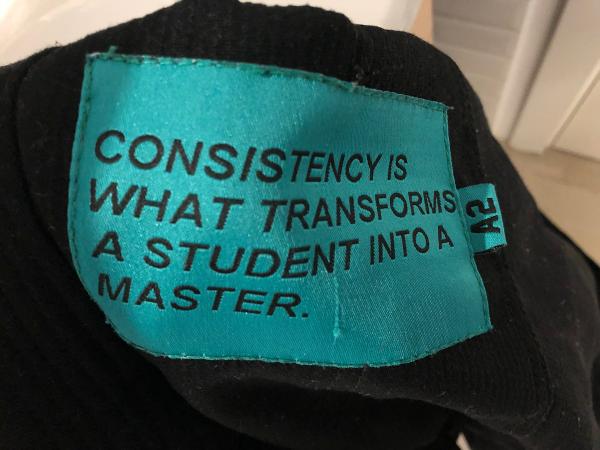 CONSISTENCY IS
WHAT TRANSFORMS
A STUDENT INTO A
MASTER.
A2